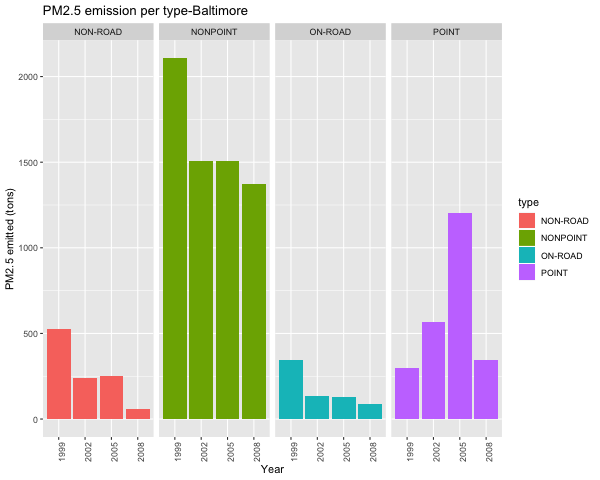 PM2.5 emission per type-Baltimore
NON-ROAD NONPOINT ON-ROAD POINT
2000
1500
1000
500
0
PM2.5 emitted (tons)
1999 2002 2005 2008 1999 2002 2005 2008 1999 2002 2005 2008 1999 2002 2005 2008
Year
type
NON-ROAD
NONPOINT
ON-ROAD
POINT